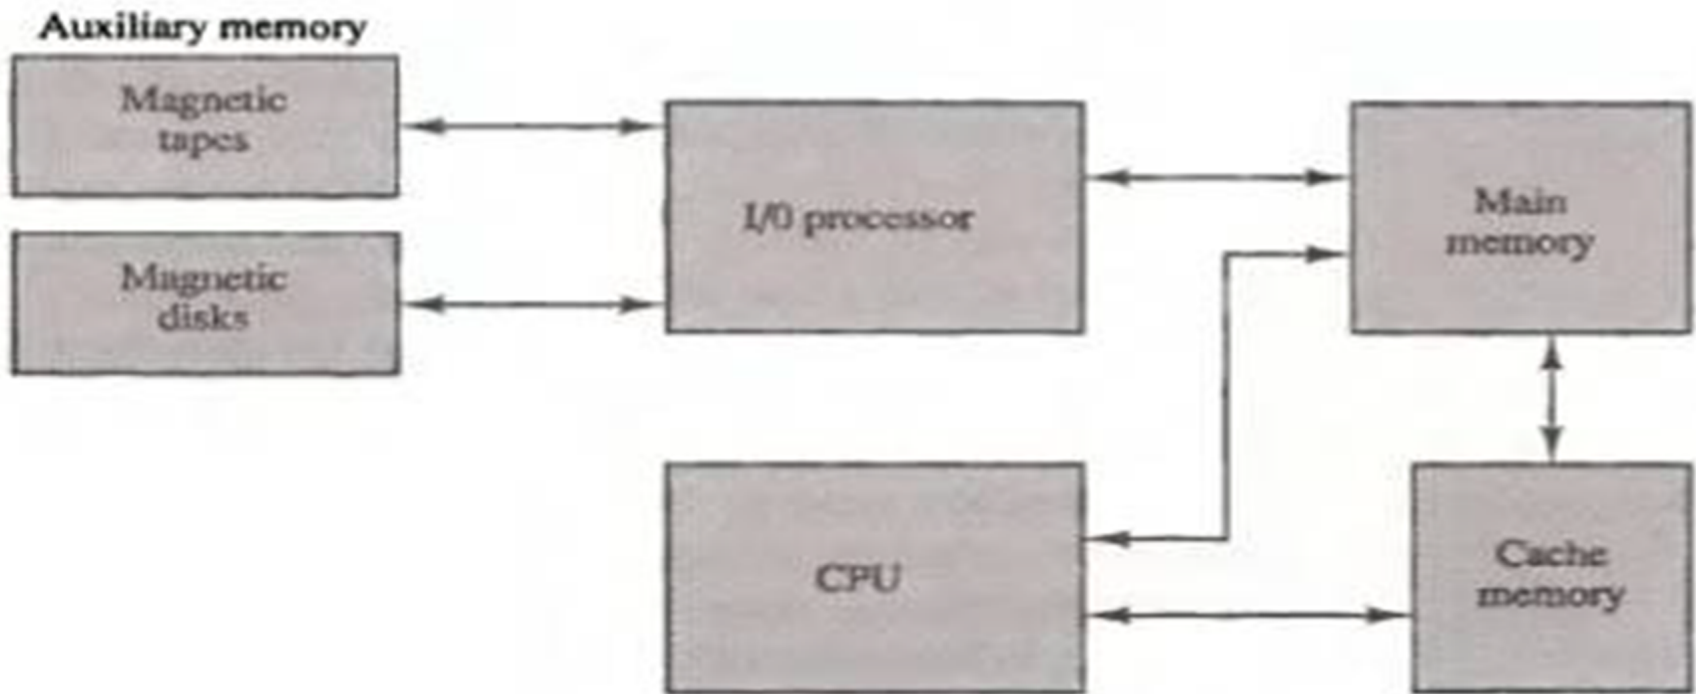 Auxiliary memory
Magnetic
tapes
Magnetic
disks
I/0 processor
Main
memory
CPU
Cache
memory